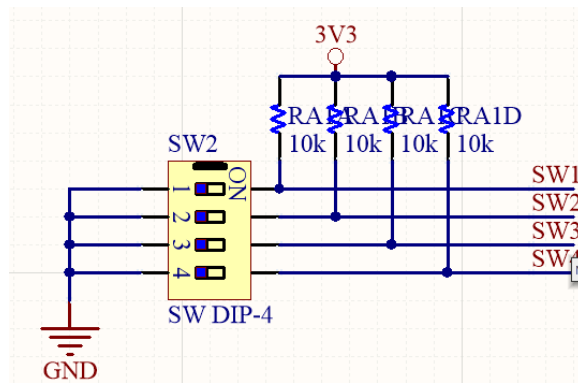 3V3
RA1A RA1B RA1C RA1D
10k 10k 10k 10k
SW2
ON
1
2
3
4
SW1
SW2
SW3
SW4
SW DIP-4
GND